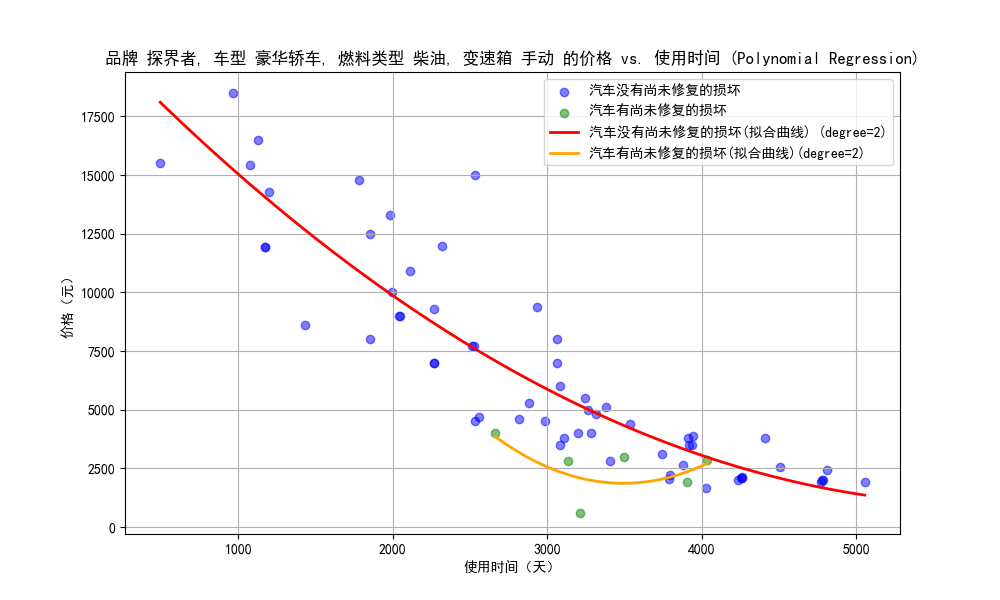 品牌 探界者, 车型 豪华轿车, 燃料类型 柴油, 变速箱 手动 的价格 vs. 使用时间 (Polynomial Regression)
汽车没有尚未修复的损坏
汽车有尚未修复的损坏
汽车没有尚未修复的损坏(拟合曲线) (degree=2)
汽车有尚未修复的损坏(拟合曲线)(degree=2)
价格（元）
17500
15000
12500
10000
7500
5000
2500
0
1000 2000 3000 4000 5000
使用时间（天）